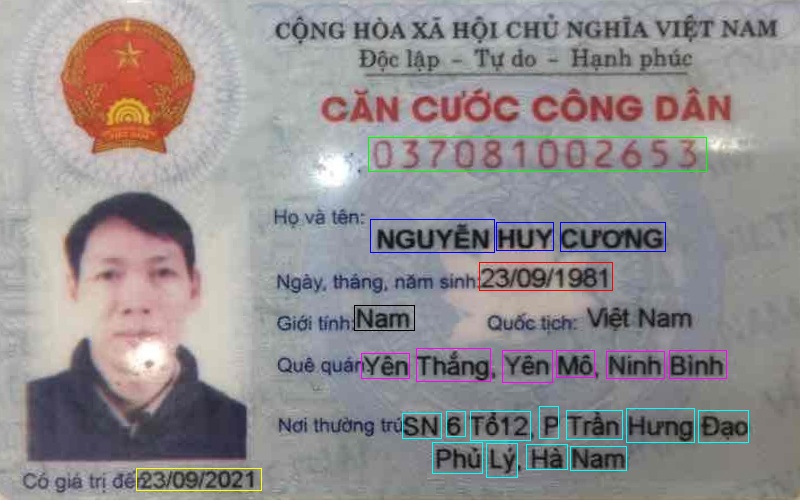 CỘNG HÒA XÃ HỘI CHỦ NGHĨA VIỆT NAM
Độc lập - Tự do - Hạnh phúc
CĂN CƯỚC CÔNG DÂN
037081002653
Họ và tên:
NGUYỄN HUY CƯƠNG
Ngày, tháng, năm sinh: 23/09/1981
Giới tính: Nam Quốc tịch: Việt Nam
Quê quán Yên Thắng, Yên Mô, Ninh Bình
Nơi thường trú SN 6 Tổ12, P Trần Hưng Đạo
Phủ Lý, Hà Nam
Có giá trị đến 23/09/2021